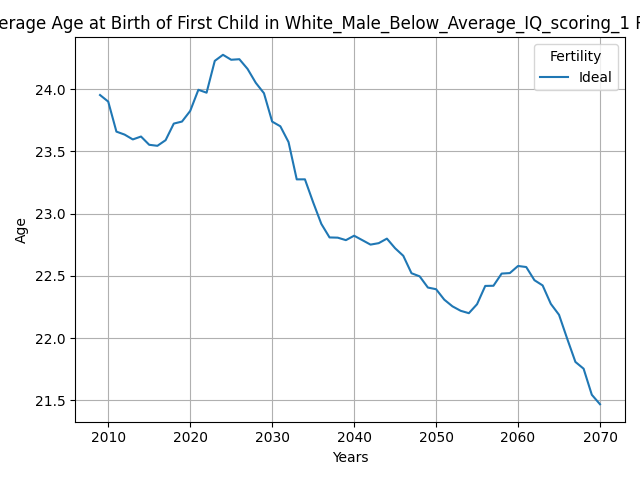 Average Age at Birth of First Child in White_Male_Below_Average_IQ_scoring_1
Fertility
Ideal
24.0
23.5
23.0
22.5
22.0
21.5
Age
2010 2020 2030 2040 2050 2060 2070
Years